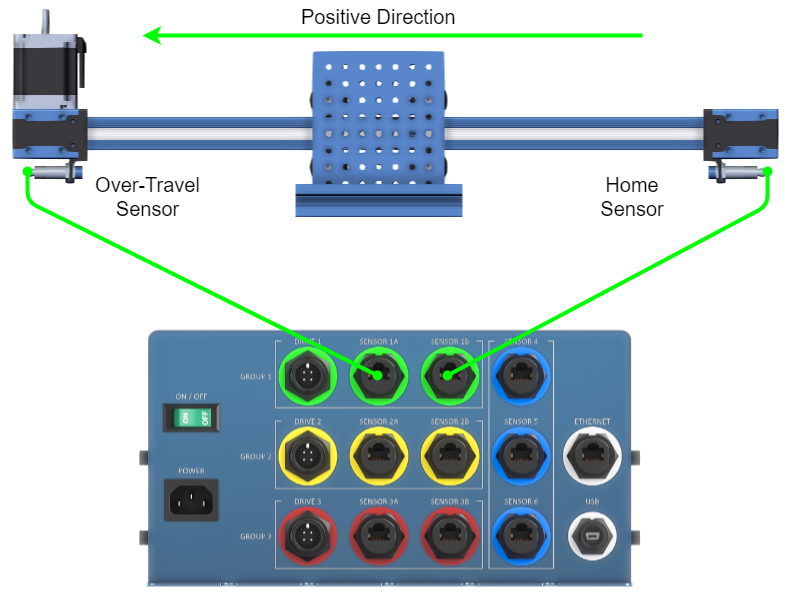 Positive Direction
Over-Travel
Sensor
Home
Sensor
DRIVE 1
SENSOR 1A
SENSOR 1B
SENSOR 4
GROUP 1
ON / OFF
ON
OFF
DRIVE 2
SENSOR 2A
SENSOR 2B
SENSOR 5
ETHERNET
GROUP 2
POWER
DRIVE 3
SENSOR 3A
SENSOR 3B
SENSOR 6
USB
GROUP 3